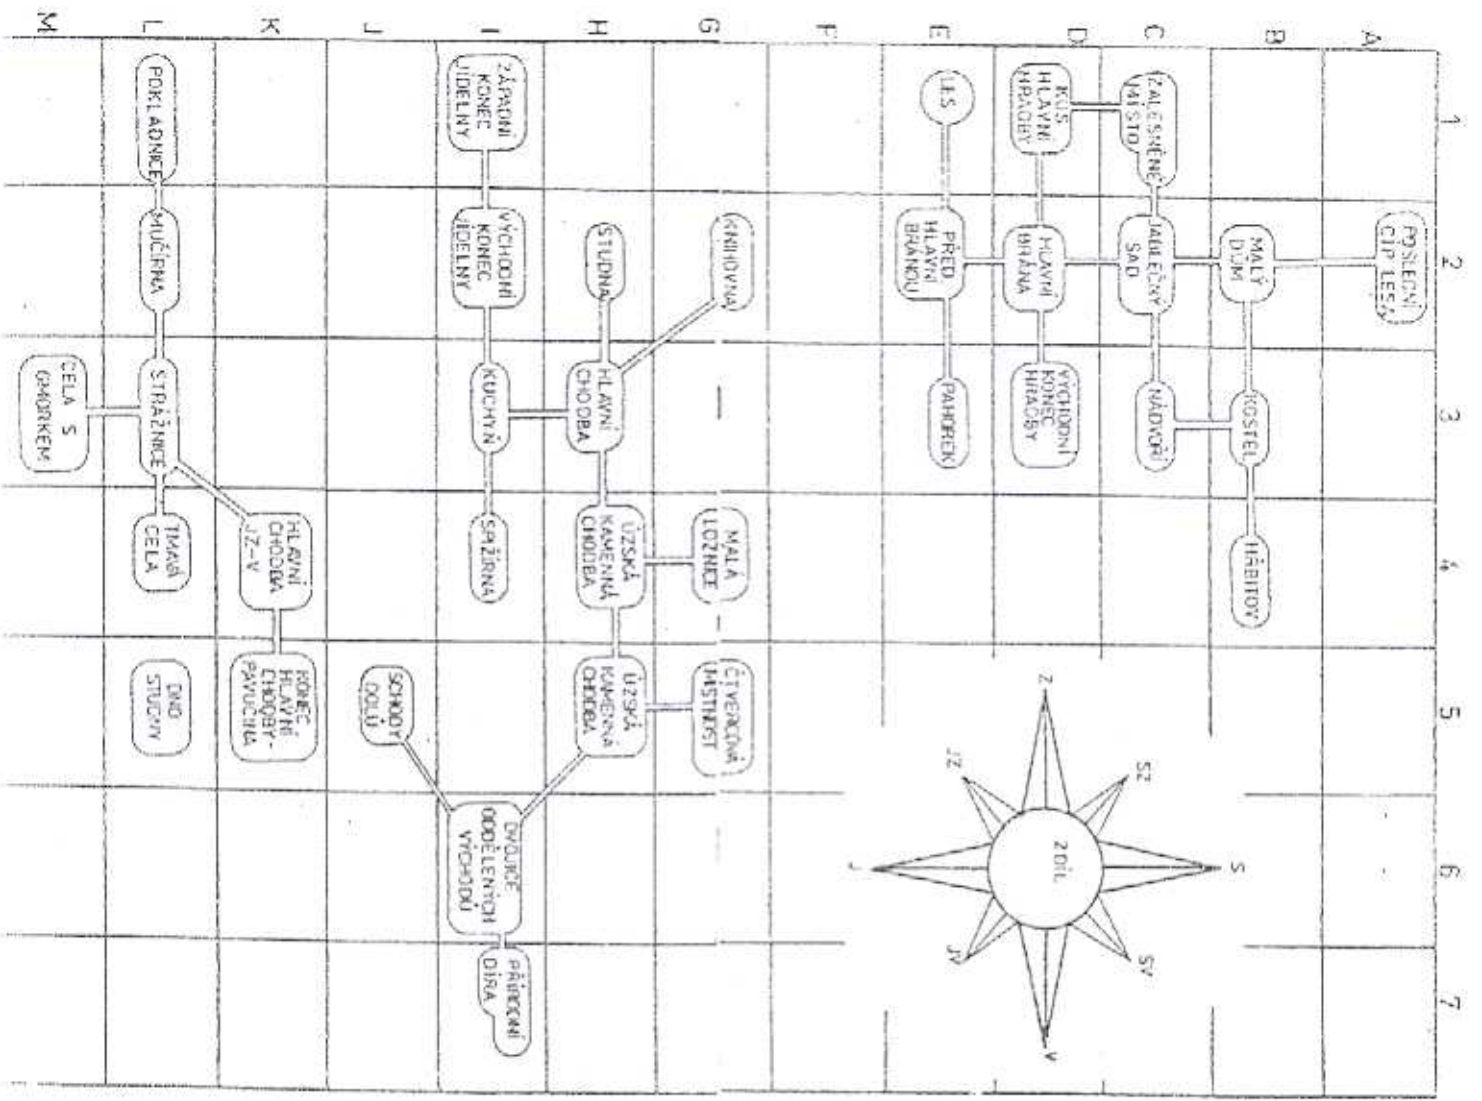 1 2 3 4 5 6 7
A
POSLEDNÍ
CÍP LESA
B
MALÝ
DŮM
KOSTEL
HŘBITOV
C
ZALESNĚNÉ
MÍSTO
JABLEČNÝ
SAD
NÁDVOŘÍ
D
KUS
HLAVNÍ
HRADBY
HLAVNÍ
BRÁNA
VÝCHODNÍ
KONEC
HRADBY
E
LES
PŘED
HLAVNÍ
BRÁNOU
PAHOREK
S
SZ
SV
Z
2 DÍL
V
JZ
JV
J
F
G
KNIHOVNA
MALÁ
LOŽNICE
ČTVERCOVÁ
MÍSTNOST
H
STUDNA
HLAVNÍ
CHODBA
ÚZSKÁ
KAMENNÁ
CHODBA
ÚZSKÁ
KAMENNÁ
CHODBA
I
ZÁPADNÍ
KONEC
JÍDELNY
VÝCHODNÍ
KONEC
JÍDELNY
KUCHYŇ
SPÍŽÍRNA
DVOJICE
ODDĚLENÝCH
VÝCHODŮ
PŘÍRODNÍ
DÍRA
J
SCHODY
DOLŮ
K
HLAVNÍ
CHODBA
JZ-V
KONEC
HLAVNÍ
CHODBY-
PAVUČINA
L
POKLADNICE
MUČÍRNA
STRÁŽNICE
TMAVÁ
CELA
DNO
STUDNY
M
CELA S
GMORKEM